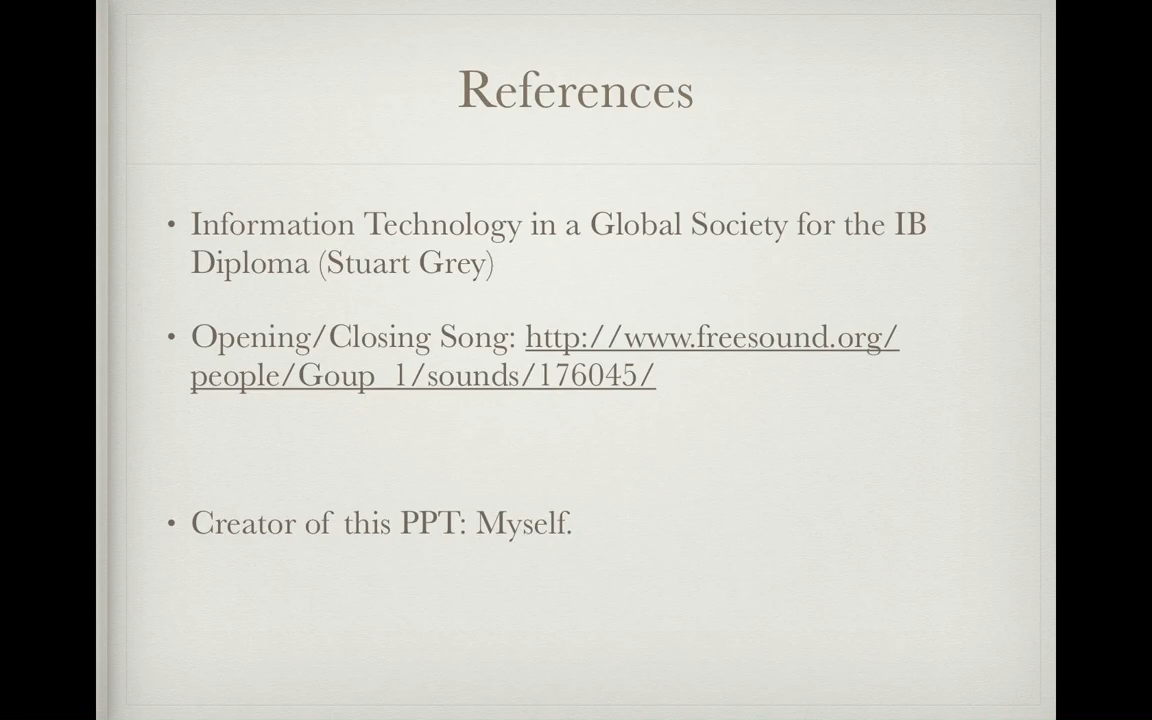 References
• Information Technology in a Global Society for the IB
Diploma (Stuart Grey)
• Opening/Closing Song: http://www.freesound.org/
people/Goup_1/sounds/176045/
• Creator of this PPT: Myself.